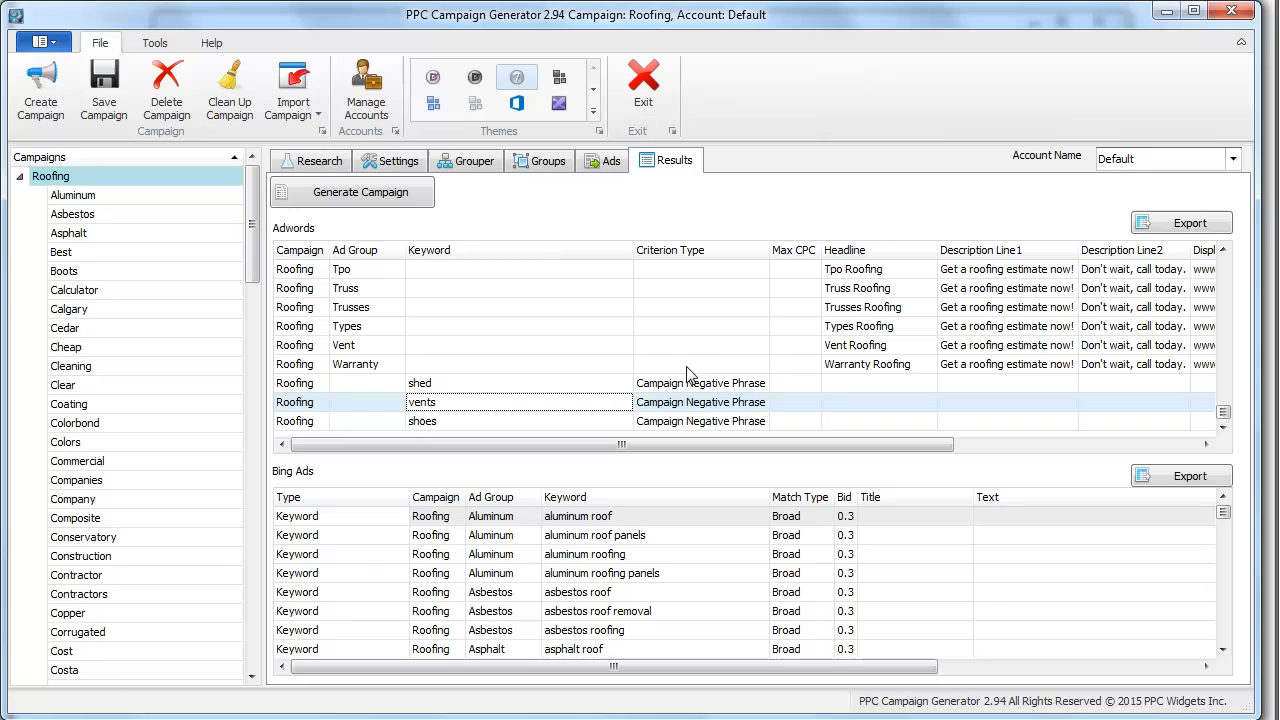 PPC Campaign Generator 2.94 Campaign: Roofing, Account: Default
File Tools Help
Create Campaign
Save Campaign
Delete Campaign
Clean Up Campaign
Import Campaign
Manage Accounts
Exit
Campaign Accounts Themes Exit
Campaigns
Roofing
Aluminum
Asbestos
Asphalt
Best
Boots
Calculator
Calgary
Cedar
Cheap
Cleaning
Clear
Coating
Colorbond
Colors
Commercial
Companies
Company
Composite
Conservatory
Construction
Contractor
Contractors
Copper
Corrugated
Cost
Costa
Research Settings Grouper Groups Ads Results
Account Name Default
Generate Campaign
Adwords
Export
Campaign Ad Group Keyword Criterion Type Max CPC Headline Description Line1 Description Line2 Displ
Roofing Tpo Tpo Roofing Get a roofing estimate now! Don't wait, call today. www
Roofing Truss Truss Roofing Get a roofing estimate now! Don't wait, call today. www
Roofing Trusses Trusses Roofing Get a roofing estimate now! Don't wait, call today. www
Roofing Types Types Roofing Get a roofing estimate now! Don't wait, call today. www
Roofing Vent Vent Roofing Get a roofing estimate now! Don't wait, call today. www
Roofing Warranty Warranty Roofing Get a roofing estimate now! Don't wait, call today. www
Roofing shed Campaign Negative Phrase
Roofing vents Campaign Negative Phrase
Roofing shoes Campaign Negative Phrase
Bing Ads
Export
Type Campaign Ad Group Keyword Match Type Bid Title Text
Keyword Roofing Aluminum aluminum roof Broad 0.3
Keyword Roofing Aluminum aluminum roof panels Broad 0.3
Keyword Roofing Aluminum aluminum roofing Broad 0.3
Keyword Roofing Aluminum aluminum roofing panels Broad 0.3
Keyword Roofing Asbestos asbestos roof Broad 0.3
Keyword Roofing Asbestos asbestos roof removal Broad 0.3
Keyword Roofing Asbestos asbestos roofing Broad 0.3
Keyword Roofing Asphalt asphalt roof Broad 0.3
PPC Campaign Generator 2.94 All Rights Reserved © 2015 PPC Widgets Inc.